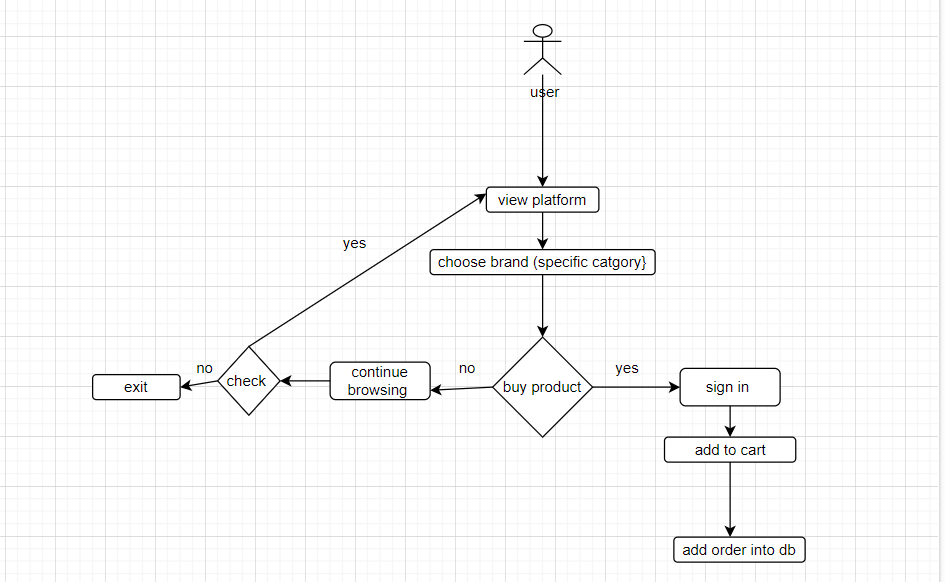 user
view platform
yes
choose brand (specific catgory}
no
continue
browsing
no
yes
exit
check
buy product
sign in
add to cart
add order into db